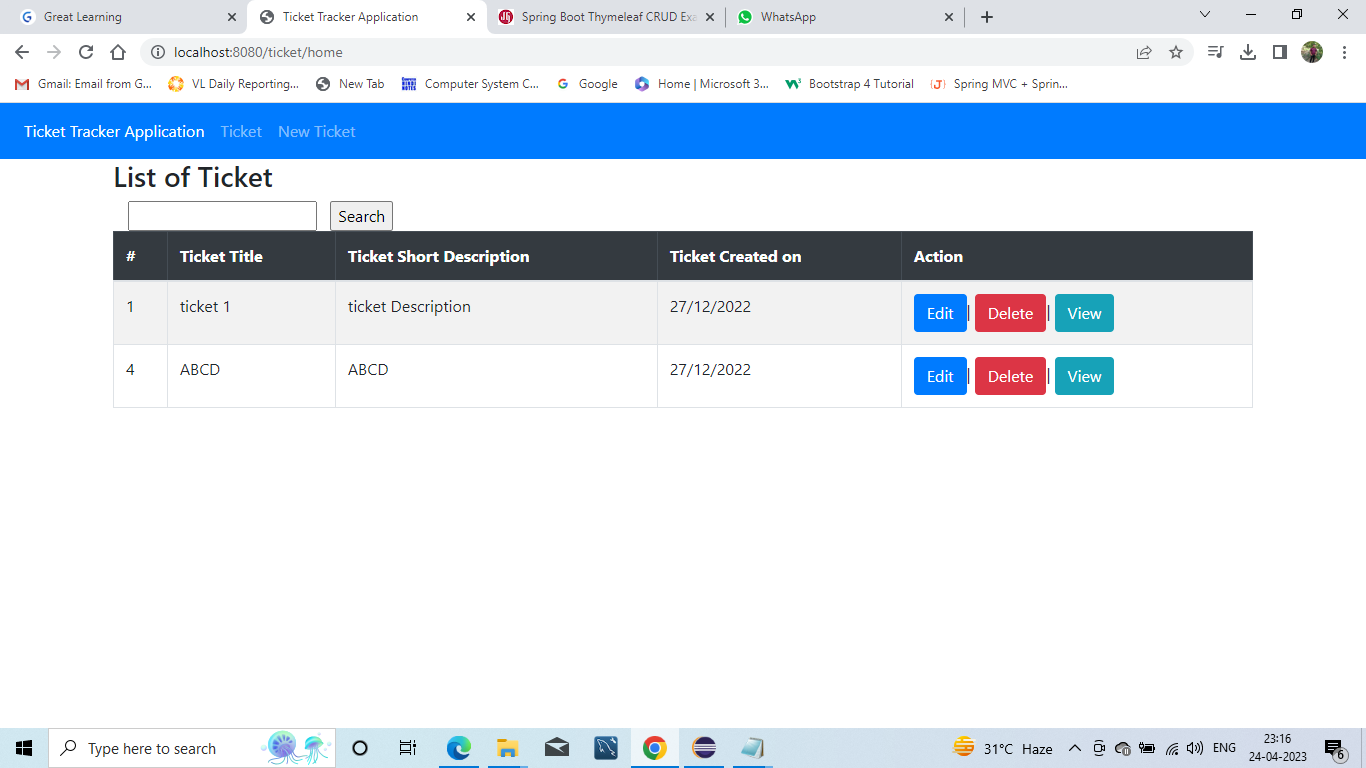 Great Learning
Ticket Tracker Application
Spring Boot Thymeleaf CRUD Exa
WhatsApp
localhost:8080/ticket/home
Gmail: Email from G... VL Daily Reporting... New Tab Computer System C... Google Home | Microsoft 3... Bootstrap 4 Tutorial Spring MVC + Sprin...
Ticket Tracker Application Ticket New Ticket
List of Ticket
Search
# Ticket Title Ticket Short Description Ticket Created on Action
1 ticket 1 ticket Description 27/12/2022 Edit | Delete | View
4 ABCD ABCD 27/12/2022 Edit | Delete | View
Type here to search
31°C Haze
ENG
23:16
24-04-2023
6